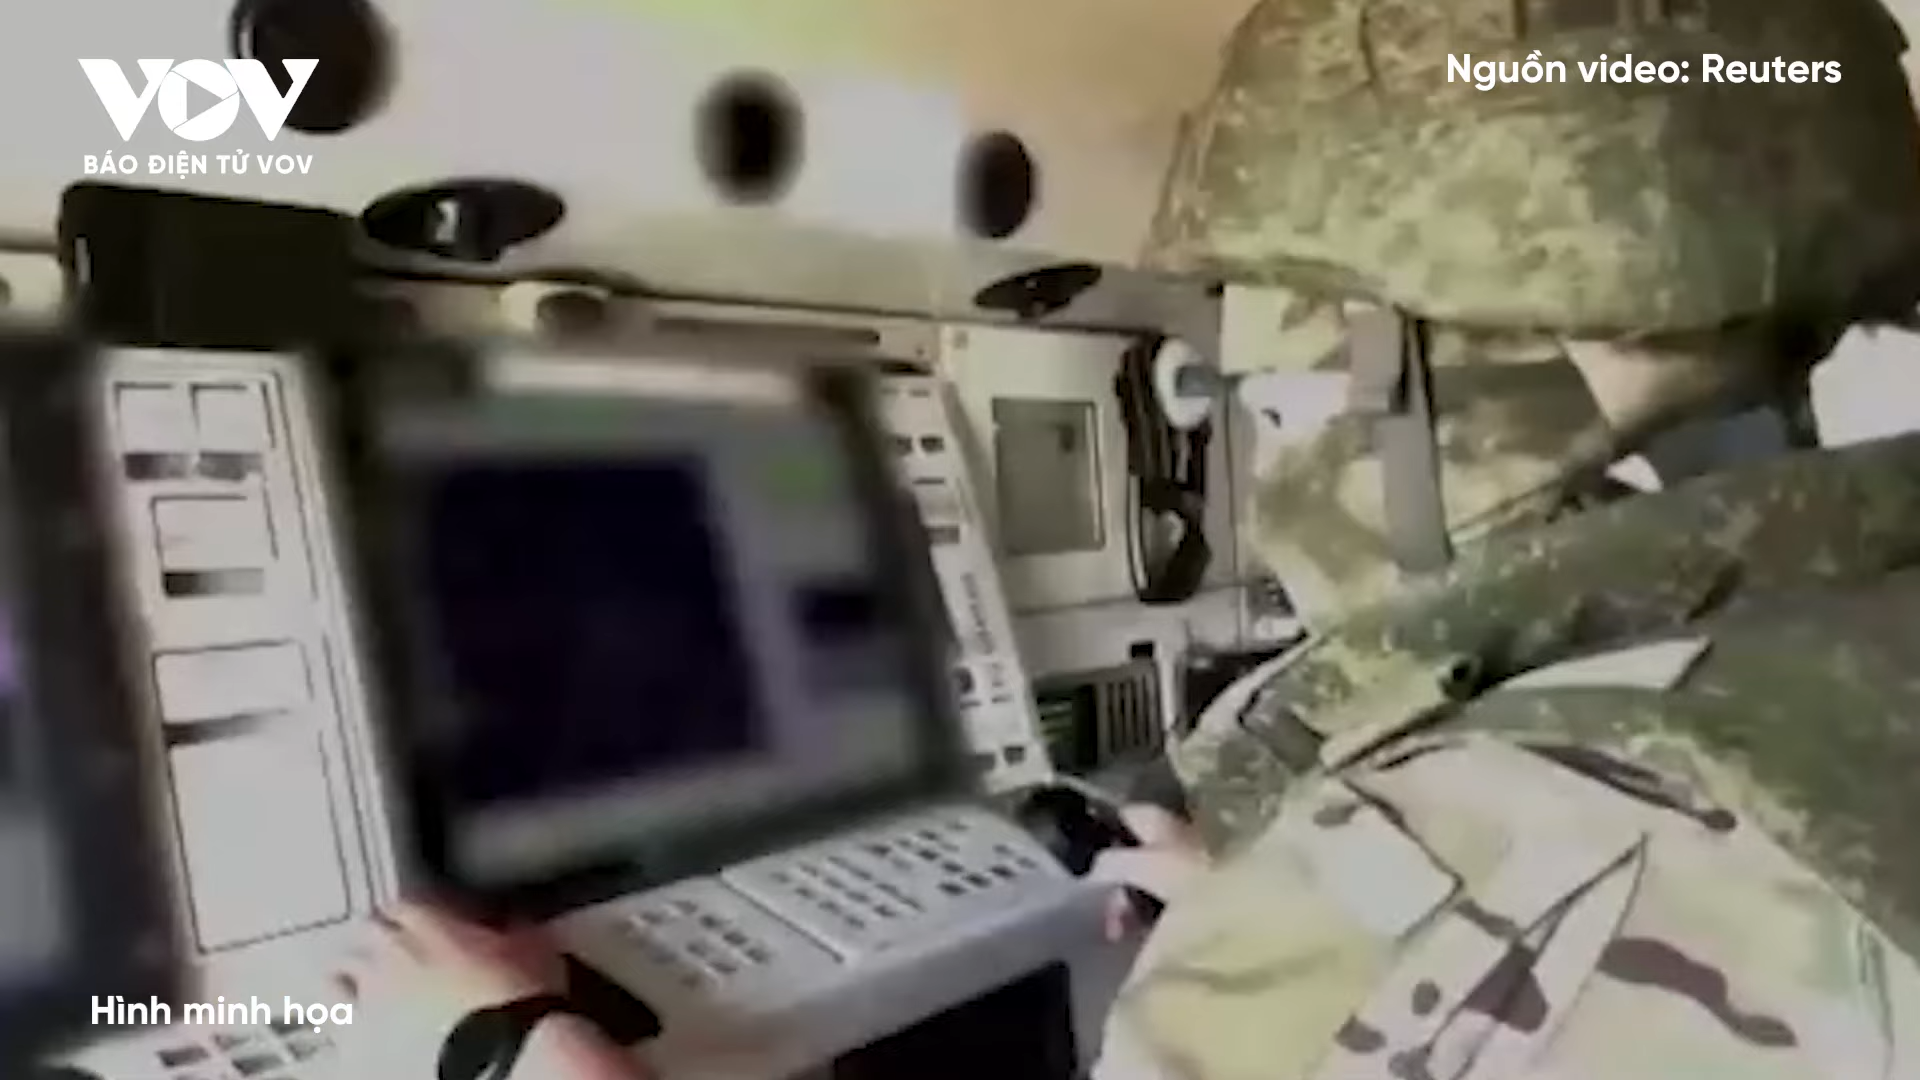 VOV
BÁO ĐIỆN TỬ VOV
Nguồn video: Reuters
Hình minh họa